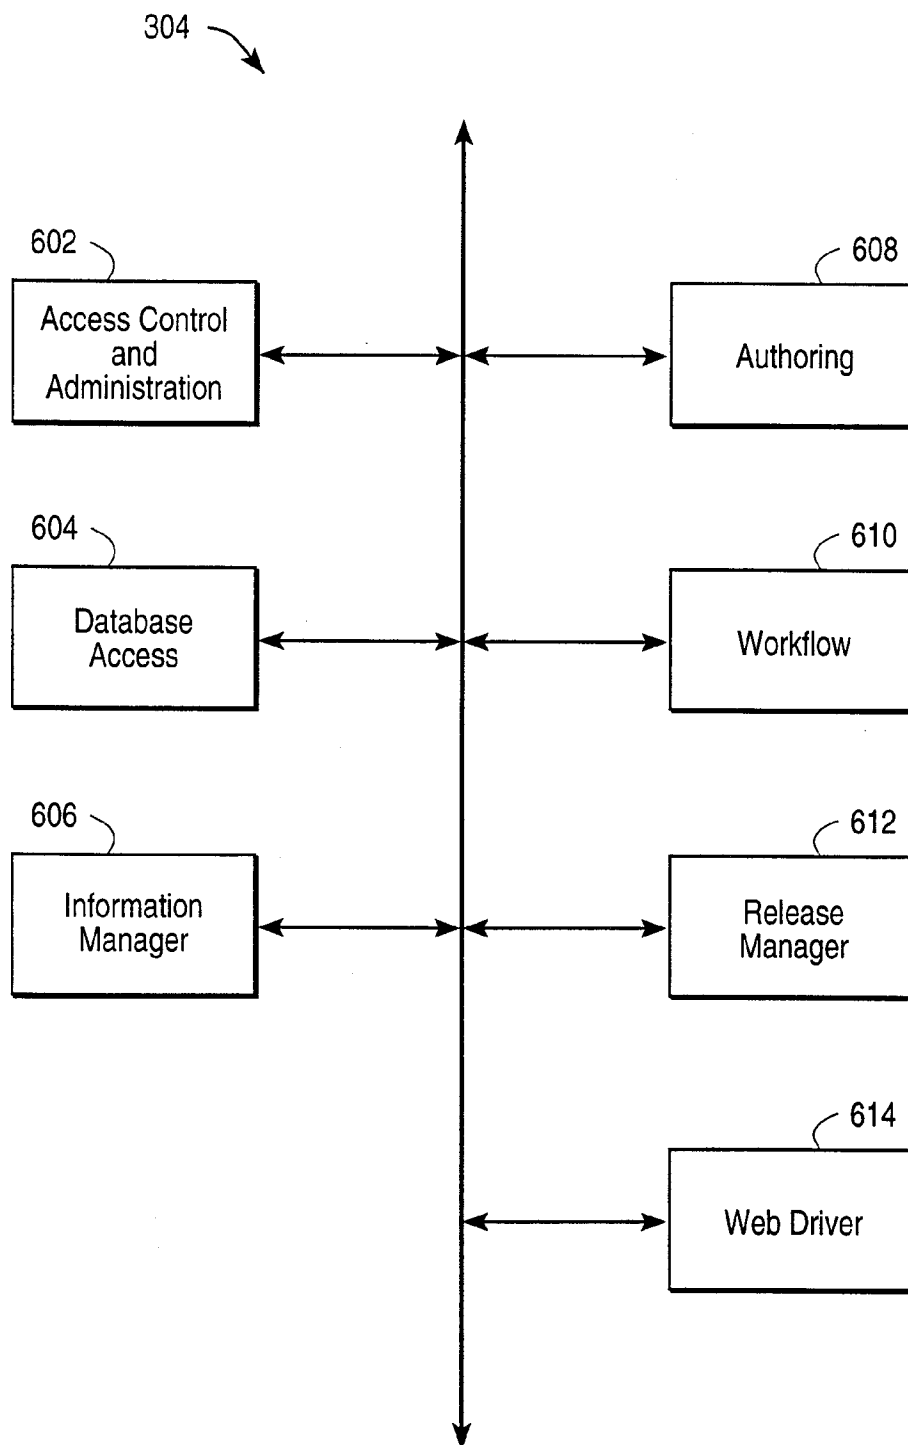 304
602
Access Control
and
Administration
608
Authoring
604
Database
Access
610
Workflow
606
Information
Manager
612
Release
Manager
614
Web Driver